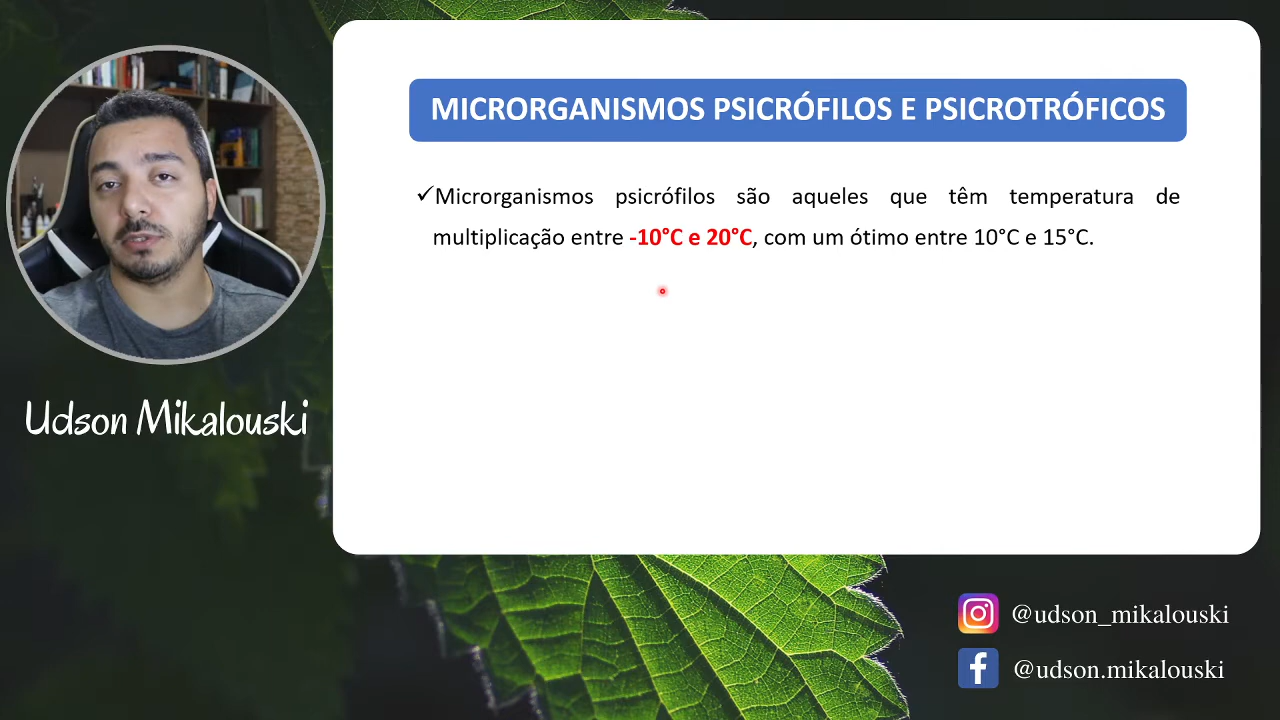 MICRORGANISMOS PSICRÓFILOS E PSICROTRÓFICOS
✓Microrganismos psicrófilos são aqueles que têm temperatura de
multiplicação entre -10°C e 20°C, com um ótimo entre 10°C e 15°C.
Udson Mikalouski
@udson_mikalouski
@udson.mikalouski